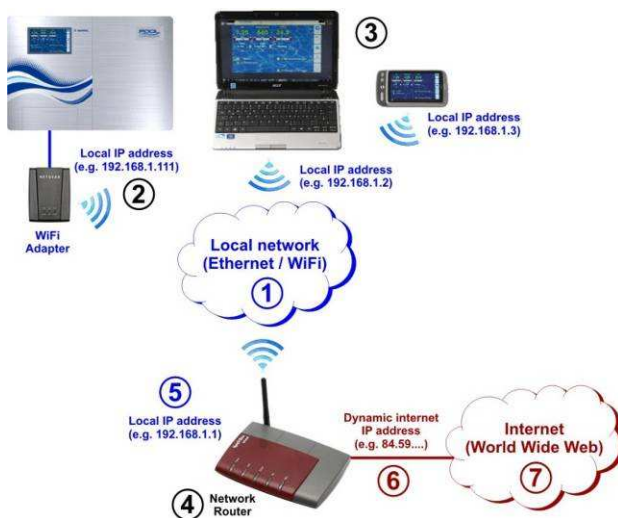 3
Local IP address
(e.g. 192.168.1.3)
Local IP address
(e.g. 192.168.1.111)
2
NETGEAR
WiFi
Adapter
Local IP address
(e.g. 192.168.1.2)
Local network
(Ethernet / WiFi)
1
5
Local IP address
(e.g. 192.168.1.1)
Dynamic internet
IP address
(e.g. 84.59....)
6
Internet
(World Wide Web)
7
4
Network
Router